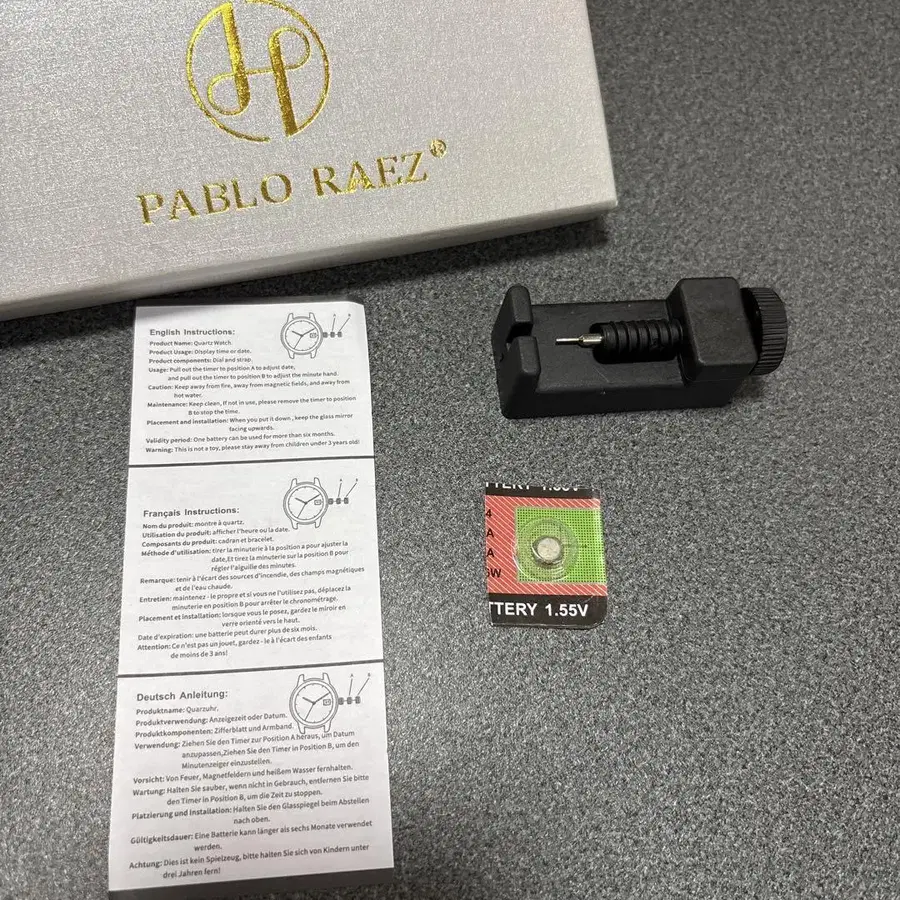 PABLO RAEZ®
English Instructions:
Product Name: Quartz Watch.
Product Usage: Display time or date.
Product components: Dial and strap.
Usage: Pull out the timer to position A to adjust date,
and pull out the timer to position B to adjust the minute hand.
Caution: Keep away from fire, away from magnetic fields, and away from
hot water.
Maintenance: Keep clean, If not in use, please remove the timer to position
B to stop the time.
Placement and installation: When you put it down , keep the glass mirror
facing upwards.
Validity period: One battery can be used for more than six months.
Warning: This is not a toy, please stay away from children under 3 years old!
Français Instructions:
Nom du produit: montre à quartz.
Utilisation du produit: afficher l'heure ou la date.
Composants du produit: cadran et bracelet.
Méthode d'utilisation: tirer la minuterie à la position a pour ajuster la
date,Et tirez la minuterie sur la position B pour
régler l'aiguille des minutes.
Remarque: tenir à l'écart des sources d'incendie, des champs magnétiques
et de l'eau chaude.
Entretien: maintenez - le propre et si vous ne l'utilisez pas, déplacez la
minuterie en position B pour arrêter le chronométrage.
Placement et installation: lorsque vous le posez, gardez le miroir en
verre orienté vers le haut.
Date d'expiration: une batterie peut durer plus de six mois.
Attention: Ce n'est pas un jouet, gardez - le à l'écart des enfants
de moins de 3 ans!
Deutsch Anleitung:
Produktname: Quarzuhr.
Produktverwendung: Anzeigezeit oder Datum.
Produktkomponenten: Zifferblatt und Armband.
Verwendung: Ziehen Sie den Timer zur Position A heraus, um Datum
anzupassen,Ziehen Sie den Timer in Position B, um den
Minutenzeiger einzustellen.
Vorsicht: Von Feuer, Magnetfeldern und heißem Wasser fernhalten.
Wartung: Halten Sie sauber, wenn nicht in Gebrauch, entfernen Sie bitte
den Timer in Position B, um die Zeit zu stoppen.
Platzierung und Installation: Halten Sie den Glasspiegel beim Abstellen
nach oben.
Gültigkeitsdauer: Eine Batterie kann länger als sechs Monate verwendet
werden.
Achtung: Dies ist kein Spielzeug, bitte halten Sie sich von Kindern unter
drei Jahren fern!
4
A
A
W
TTERY 1.55V